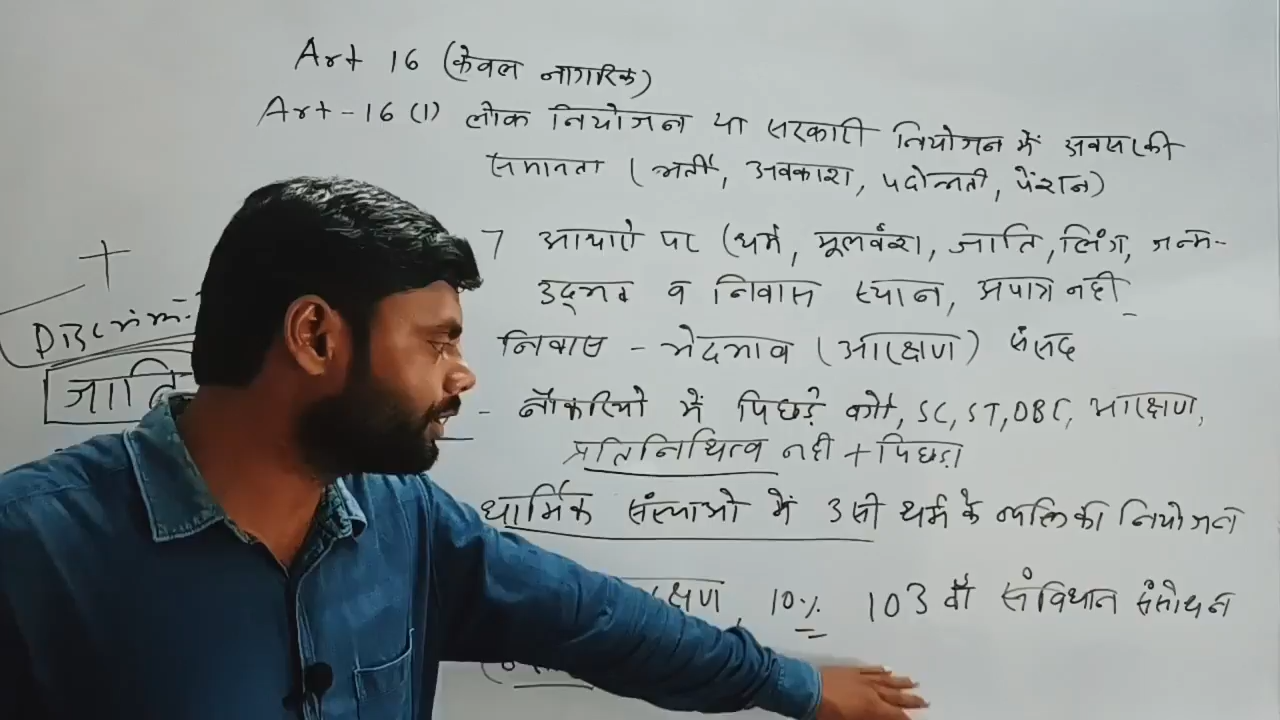 Art 16 (केवल नागरिक)
Art-16 (1) लोक नियोजन या सरकारी नियोजन में अवसर की
समानता (भर्ती, अवकाश, पदोन्नती, पेंशन)
7 आधारो पर (धर्म, मूलवंश, जाति, लिंग, जन्म-
उद्‌भव व निवास स्थान, अपात्र नही
निवास - भेदभाव (आरक्षण) संसद
- नौकरियो में पिछड़े वर्गो, SC, ST, OBC, आरक्षण,
प्रतिनिधित्व नही + पिछड़ा
धार्मिक संस्थाओ में उसी धर्म के व्यक्ति की नियोजन
10% 103 वाँ संविधान संसोधन
+
Discrim.